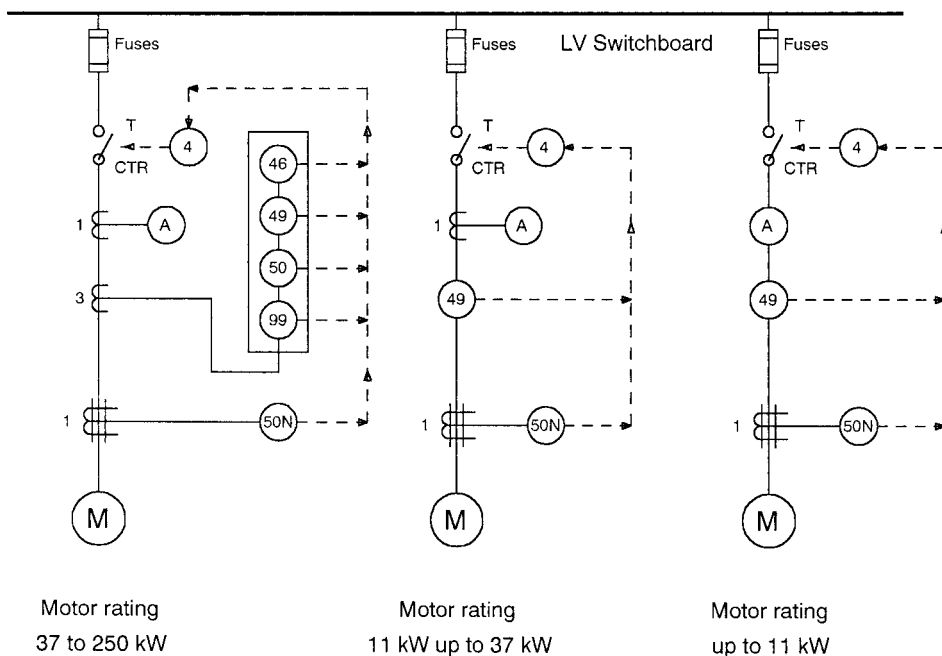 Fuses
LV Switchboard
Fuses
Fuses
T
4
CTR
46
1
A
49
50
3
99
1
50N
M
T
4
CTR
1
A
49
1
50N
M
T
4
CTR
A
49
1
50N
M
Motor rating
37 to 250 kW
Motor rating
11 kW up to 37 kW
Motor rating
up to 11 kW